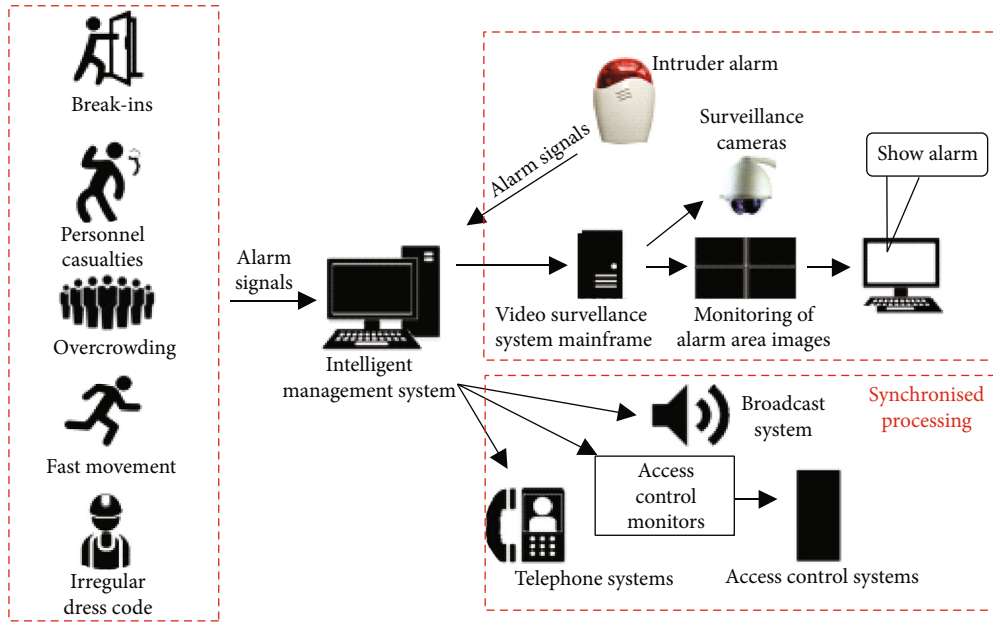 Break-ins
Personnel
casualties
Overcrowding
Fast movement
Irregular
dress code
Alarm
signals
Intelligent
management system
Intruder alarm
Alarm signals
Surveillance
cameras
Show alarm
Video survellance
system mainframe
Monitoring of
alarm area images
Synchronised
processing
Broadcast
system
Access
control
monitors
Telephone systems
Access control systems